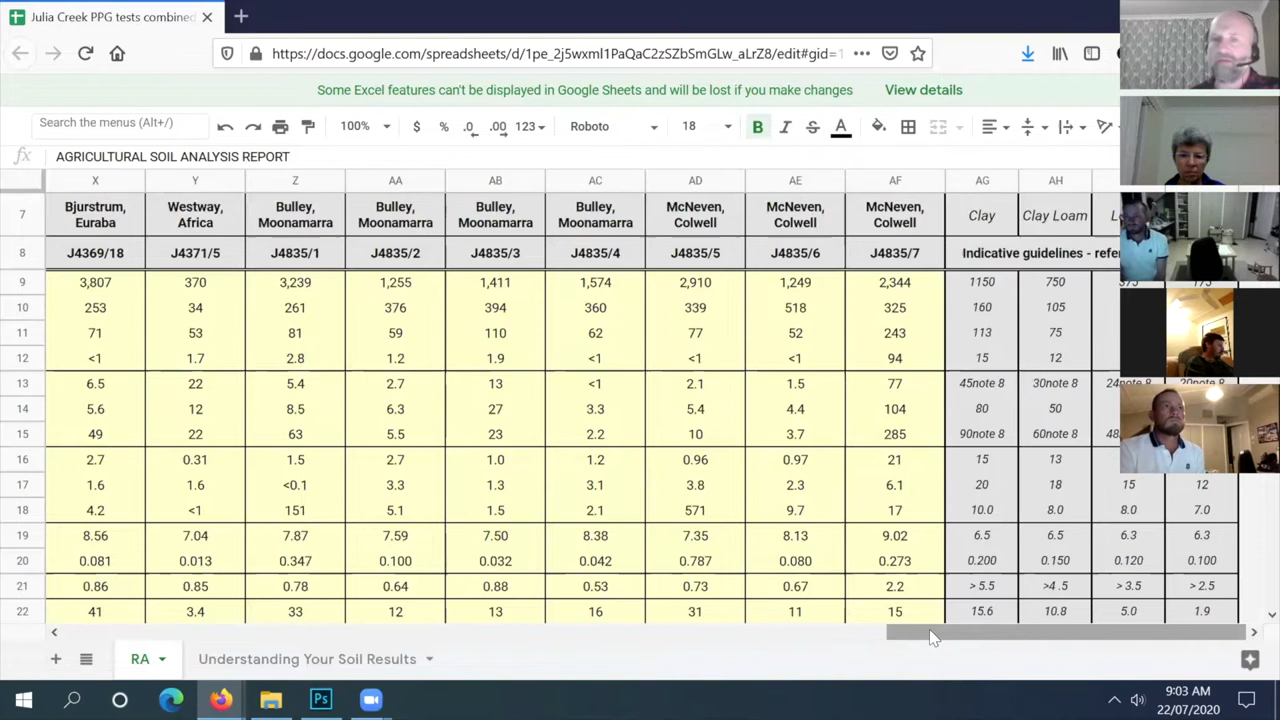 Julia Creek PPG tests combined
https://docs.google.com/spreadsheets/d/1pe_2j5wxml1PaQaC2zSZbSmGLw_aLrZ8/edit#gid=1
Some Excel features can't be displayed in Google Sheets and will be lost if you make changes View details
Search the menus (Alt+/) 100% $ % .0 .00 123 Roboto 18 B I S A
fx AGRICULTURAL SOIL ANALYSIS REPORT
X Y Z AA AB AC AD AE AF AG AH
7 Bjurstrum, Euraba Westway, Africa Bulley, Moonamarra Bulley, Moonamarra Bulley, Moonamarra Bulley, Moonamarra McNeven, Colwell McNeven, Colwell McNeven, Colwell Clay Clay Loam
8 J4369/18 J4371/5 J4835/1 J4835/2 J4835/3 J4835/4 J4835/5 J4835/6 J4835/7 Indicative guidelines - refer
9 3,807 370 3,239 1,255 1,411 1,574 2,910 1,249 2,344 1150 750 375 175
10 253 34 261 376 394 360 339 518 325 160 105
11 71 53 81 59 110 62 77 52 243 113 75
12 <1 1.7 2.8 1.2 1.9 <1 <1 <1 94 15 12
13 6.5 22 5.4 2.7 13 <1 2.1 1.5 77 45note 8 30note 8 24note 8 20note 8
14 5.6 12 8.5 6.3 27 3.3 5.4 4.4 104 80 50
15 49 22 63 5.5 23 2.2 10 3.7 285 90note 8 60note 8 48
16 2.7 0.31 1.5 2.7 1.0 1.2 0.96 0.97 21 15 13
17 1.6 1.6 <0.1 3.3 1.3 3.1 3.8 2.3 6.1 20 18 15 12
18 4.2 <1 151 5.1 1.5 2.1 571 9.7 17 10.0 8.0 8.0 7.0
19 8.56 7.04 7.87 7.59 7.50 8.38 7.35 8.13 9.02 6.5 6.5 6.3 6.3
20 0.081 0.013 0.347 0.100 0.032 0.042 0.787 0.080 0.273 0.200 0.150 0.120 0.100
21 0.86 0.85 0.78 0.64 0.88 0.53 0.73 0.67 2.2 > 5.5 >4 .5 > 3.5 > 2.5
22 41 3.4 33 12 13 16 31 11 15 15.6 10.8 5.0 1.9
RA Understanding Your Soil Results
Ps
9:03 AM
22/07/2020